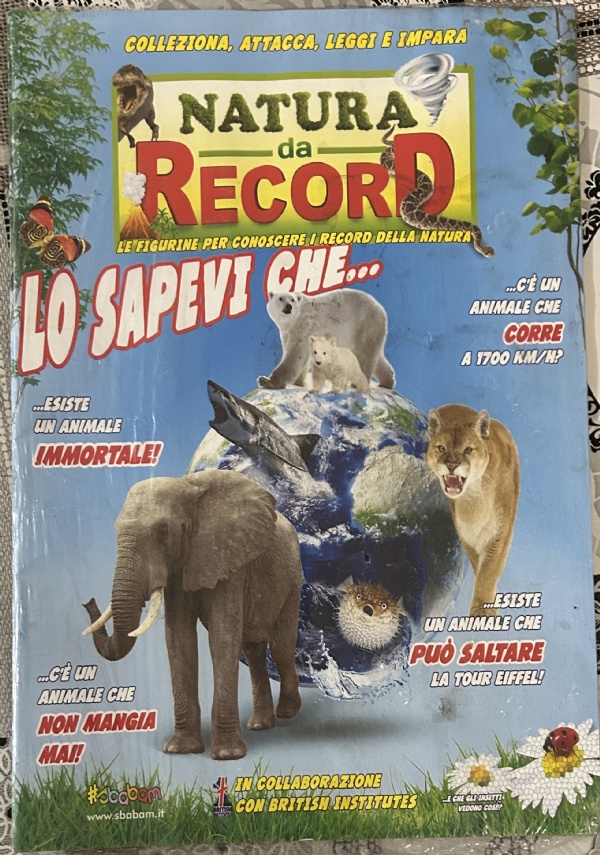 COLLEZIONA, ATTACCA, LEGGI E IMPARA
NATURA
da
RECORD
LE FIGURINE PER CONOSCERE I RECORD DELLA NATURA
LO SAPEVI CHE...
...C'È UN
ANIMALE CHE
CORRE
A 1700 KM/H?
...ESISTE
UN ANIMALE
IMMORTALE!
...ESISTE
UN ANIMALE CHE
PUÒ SALTARE
LA TOUR EIFFEL!
...C'È UN
ANIMALE CHE
NON MANGIA
MAI!
#sbabam
www.sbabam.it
IN COLLABORAZIONE
CON BRITISH INSTITUTES
...E CHE GLI INSETTI
VEDONO COSÌ?